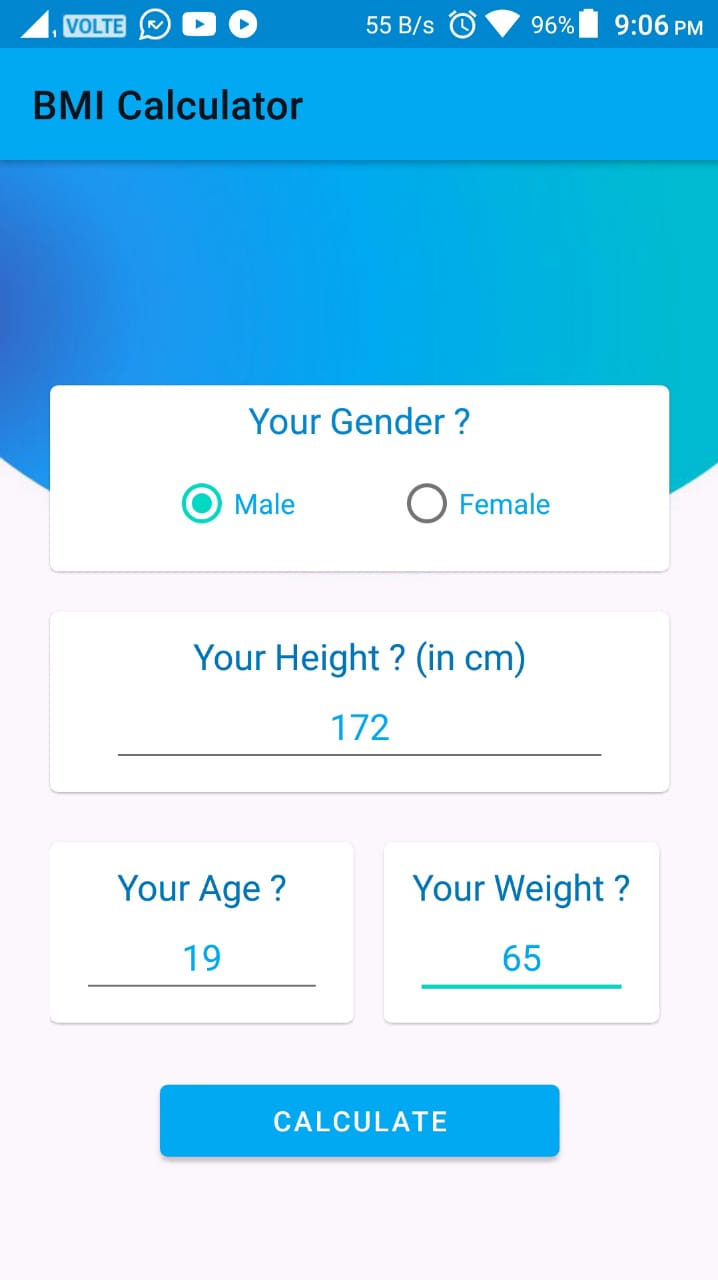 VOLTE 55 B/s 96% 9:06 PM
BMI Calculator
Your Gender ?
Male Female
Your Height ? (in cm)
172
Your Age ? Your Weight ?
19 65
CALCULATE